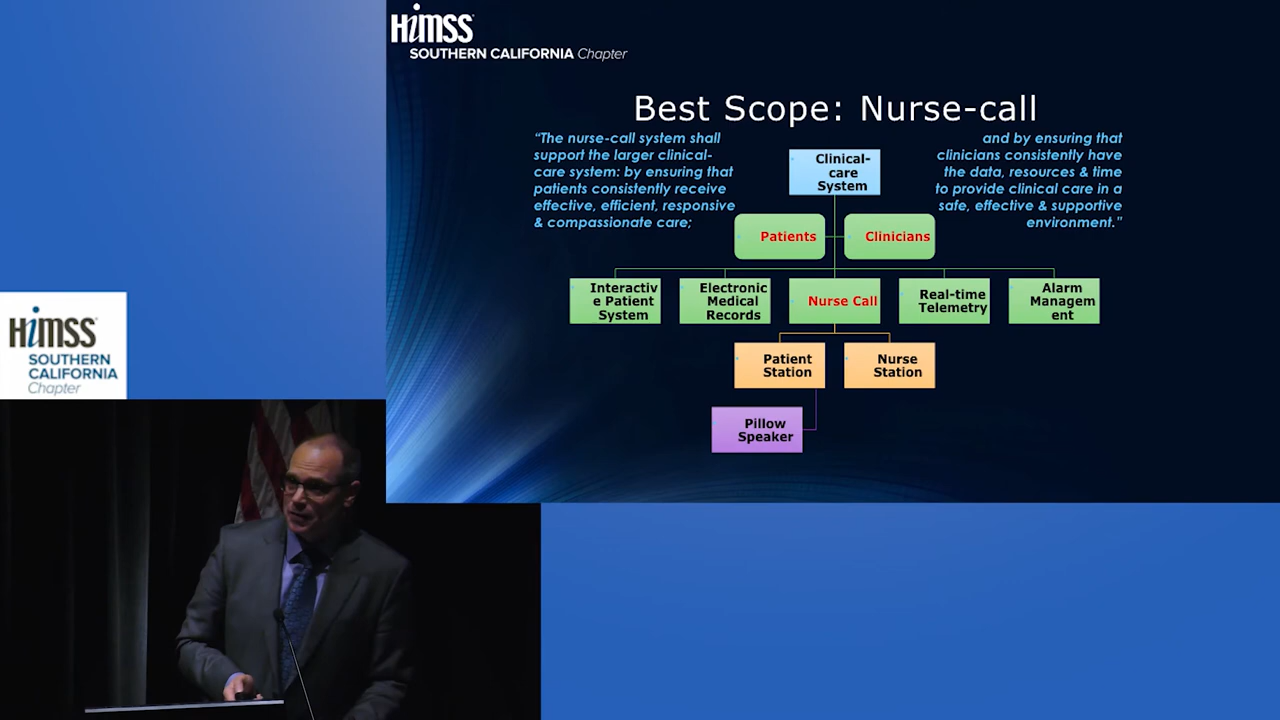 HiMSS
SOUTHERN CALIFORNIA Chapter
Best Scope: Nurse-call
“The nurse-call system shall
support the larger clinical-
care system: by ensuring that
patients consistently receive
effective, efficient, responsive
& compassionate care;
and by ensuring that
clinicians consistently have
the data, resources & time
to provide clinical care in a
safe, effective & supportive
environment.”
Clinical-
care
System
Patients
Clinicians
Interactiv
e Patient
System
Electronic
Medical
Records
Nurse Call
Real-time
Telemetry
Alarm
Managem
ent
Patient
Station
Nurse
Station
Pillow
Speaker
HiMSS
SOUTHERN
CALIFORNIA
Chapter